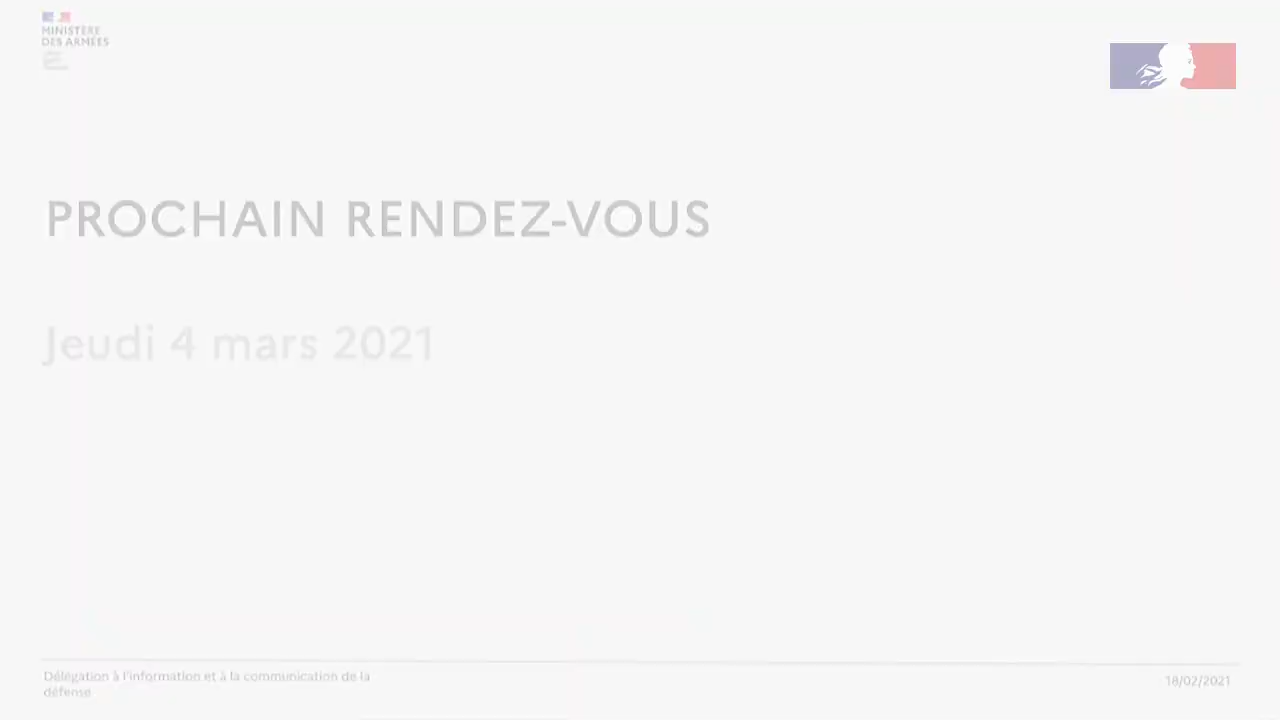 MINISTÈRE
DES ARMÉES
PROCHAIN RENDEZ-VOUS
Jeudi 4 mars 2021
Délégation à l'information et à la communication de la
défense
18/02/2021